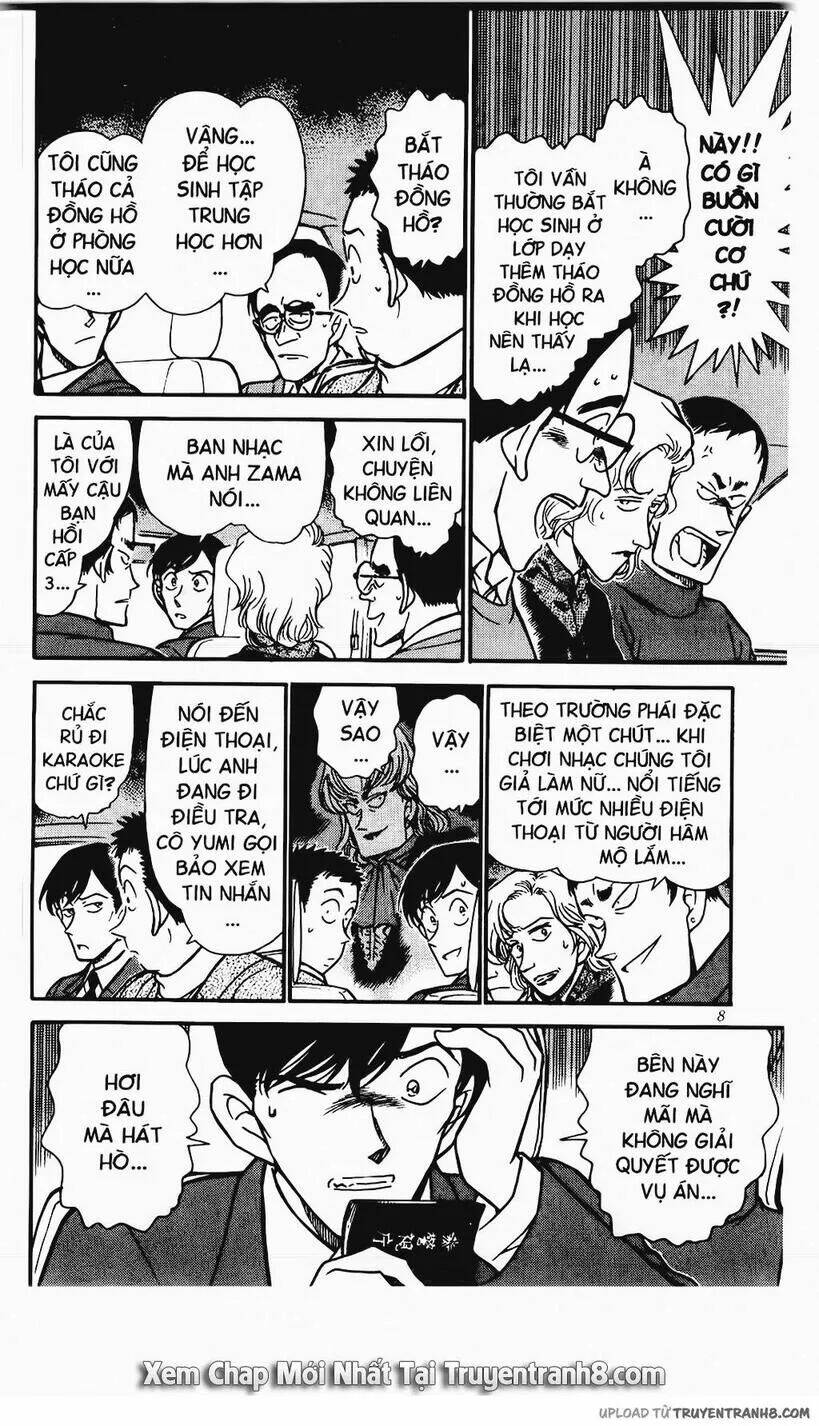 NÀY!!
CÓ GÌ
BUỒN
CƯỜI
CƠ
CHỨ
?!
À
KHÔNG
...
TÔI VẪN
THƯỜNG BẮT
HỌC SINH Ở
LỚP DẠY
THÊM THÁO
ĐỒNG HỒ RA
KHI HỌC
NÊN THẤY
LẠ...
BẮT
THÁO
ĐỒNG
HỒ?
VÂNG...
ĐỂ HỌC
SINH TẬP
TRUNG
HỌC HƠN
...
TÔI CŨNG
THÁO CẢ
ĐỒNG HỒ
Ở PHÒNG
HỌC NỮA
...
XIN LỖI,
CHUYỆN
KHÔNG LIÊN
QUAN...
BAN NHẠC
MÀ ANH ZAMA
NÓI...
LÀ CỦA
TÔI VỚI
MẤY CẬU
BẠN
HỒI
CẤP
3...
THEO TRƯỜNG PHÁI ĐẶC
BIỆT MỘT CHÚT... KHI
CHƠI NHẠC CHÚNG TÔI
GIẢ LÀM NỮ... NỔI TIẾNG
TỚI MỨC NHIỀU ĐIỆN
THOẠI TỪ NGƯỜI HÂM
MỘ LẮM...
VẬY
...
VẬY
SAO
...
NÓI ĐẾN
ĐIỆN THOẠI,
LÚC ANH
ĐANG ĐI
ĐIỀU TRA,
CÔ YUMI GỌI
BẢO XEM
TIN NHẮN
...
CHẮC
RỦ ĐI
KARAOKE
CHỨ GÌ?
8
BÊN NÀY
ĐANG NGHĨ
MÃI MÀ
KHÔNG GIẢI
QUYẾT ĐƯỢC
VỤ ÁN...
HƠI
ĐÂU
MÀ HÁT
HÒ...
Xem Chap Mới Nhất Tại Truyentranh8.com
UPLOAD TỪ TRUYENTRANH8.COM